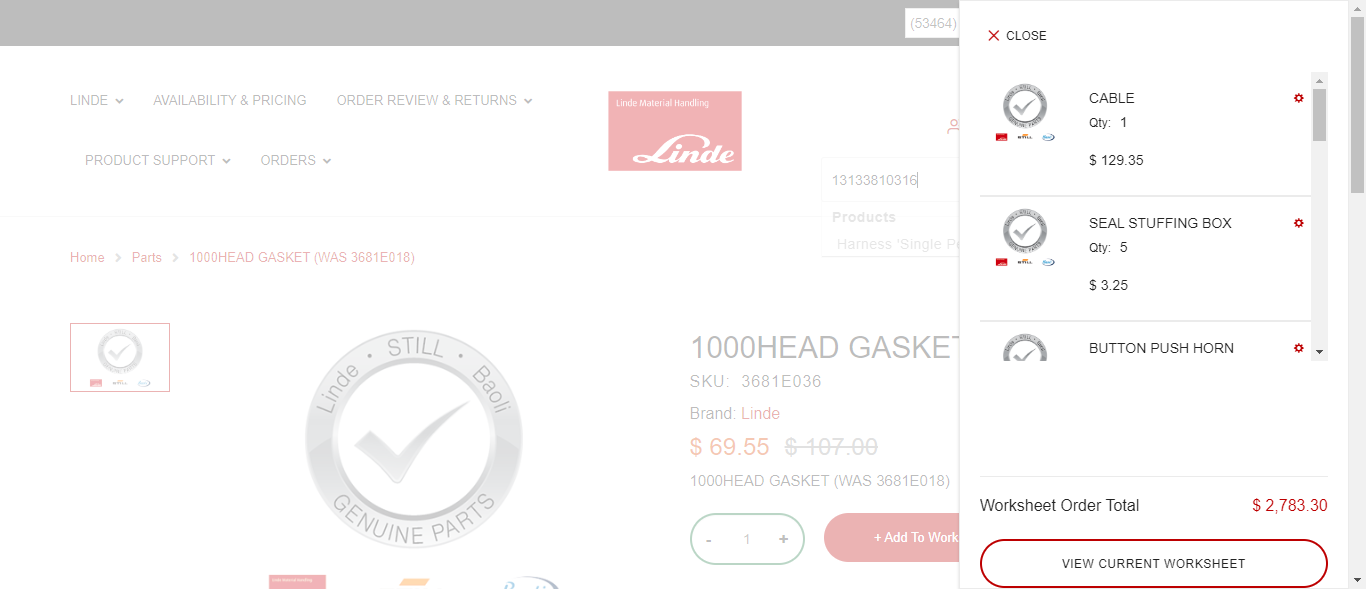 (53464)
CLOSE
LINDE
AVAILABILITY & PRICING
ORDER REVIEW & RETURNS
PRODUCT SUPPORT
ORDERS
Linde Material Handling
Linde
13133810316
Products
Harness 'Single Po
Home
Parts
1000HEAD GASKET (WAS 3681E018)
Linde • STILL • Baoli
GENUINE PARTS
1000HEAD GASKET
SKU: 3681E036
Brand: Linde
$ 69.55 $ 107.00
1000HEAD GASKET (WAS 3681E018)
- 1 +
+ Add To Work
CABLE
Qty: 1
$ 129.35
SEAL STUFFING BOX
Qty: 5
$ 3.25
BUTTON PUSH HORN
Worksheet Order Total
$ 2,783.30
VIEW CURRENT WORKSHEET